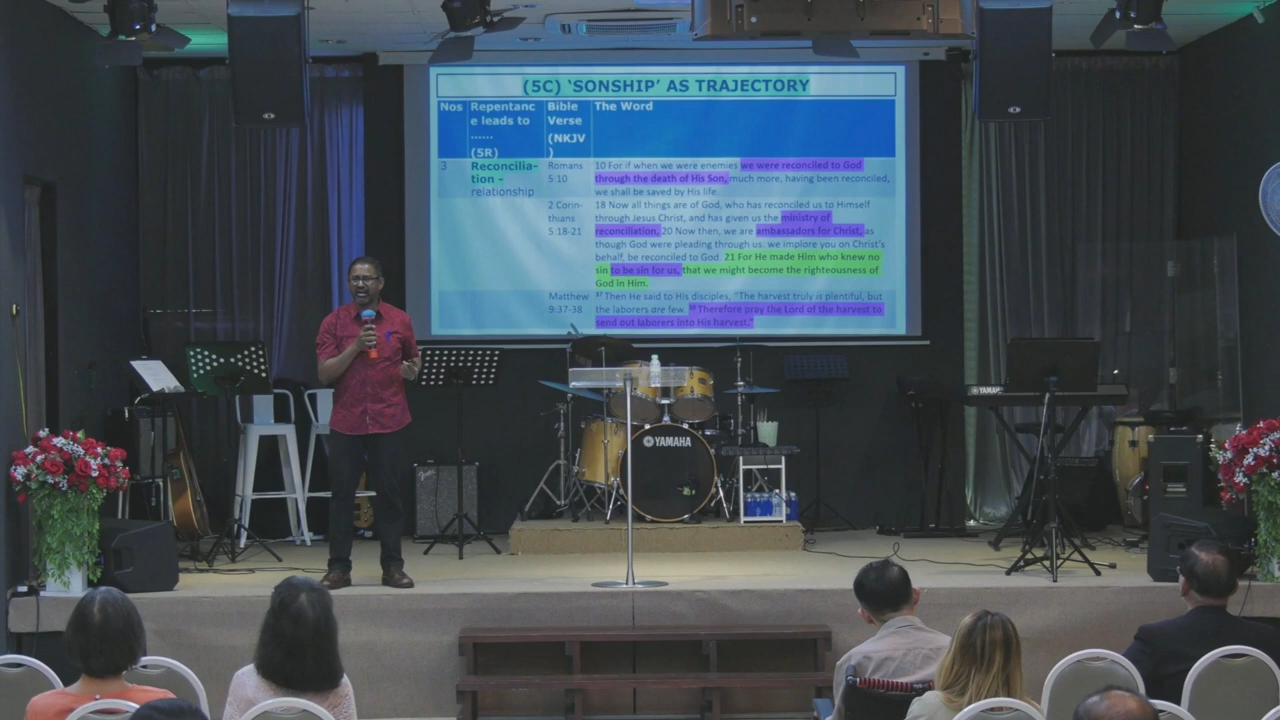 (5C) ‘SONSHIP’ AS TRAJECTORY
Nos Repentanc Bible The Word
e leads to Verse
...... (NKJV
(5R) )
3 Reconcilia- Romans 10 For if when we were enemies we were reconciled to God
tion – 5:10 through the death of His Son, much more, having been reconciled,
relationship we shall be saved by His life.
2 Corin- 18 Now all things are of God, who has reconciled us to Himself
thians through Jesus Christ, and has given us the ministry of
5:18-21 reconciliation, 20 Now then, we are ambassadors for Christ, as
though God were pleading through us: we implore you on Christ's
behalf, be reconciled to God. 21 For He made Him who knew no
sin to be sin for us, that we might become the righteousness of
God in Him.
Matthew 37 Then He said to His disciples, "The harvest truly is plentiful, but
9:37-38 the laborers are few. 38 Therefore pray the Lord of the harvest to
send out laborers into His harvest."
YAMAHA
YAMAHA